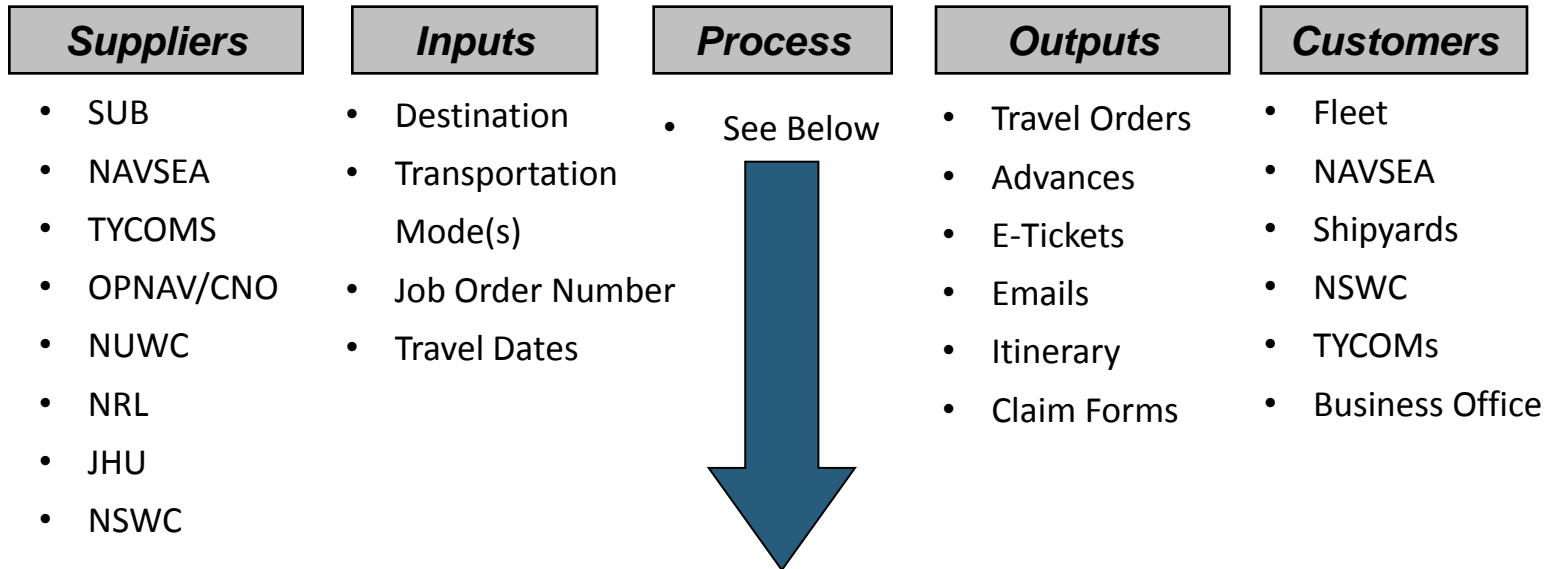 Suppliers
• SUB
• NAVSEA
• TYCOMS
• OPNAV/CNO
• NUWC
• NRL
• JHU
• NSWC
Inputs
• Destination
• Transportation
Mode(s)
• Job Order Number
• Travel Dates
Process
• See Below
Outputs
• Travel Orders
• Advances
• E-Tickets
• Emails
• Itinerary
• Claim Forms
Customers
• Fleet
• NAVSEA
• Shipyards
• NSWC
• TYCOMs
• Business Office